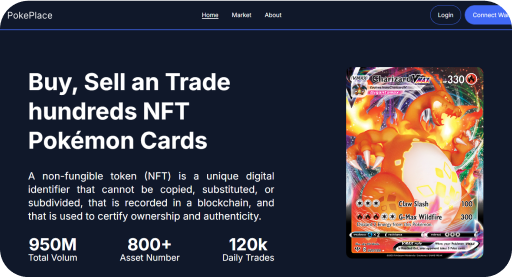 PokePlace
Home Market About
Login
Connect Wa
Buy, Sell an Trade
hundreds NFT
Pokémon Cards
A non-fungible token (NFT) is a unique digital
identifier that cannot be copied, substituted, or
subdivided, that is recorded in a blockchain, and
that is used to certify ownership and authenticity.
950M
Total Volum
800+
Asset Number
120k
Daily Trades
VMAX
Charizard VMAX
330
Claw Slash 100
G-Max Wildfire 300